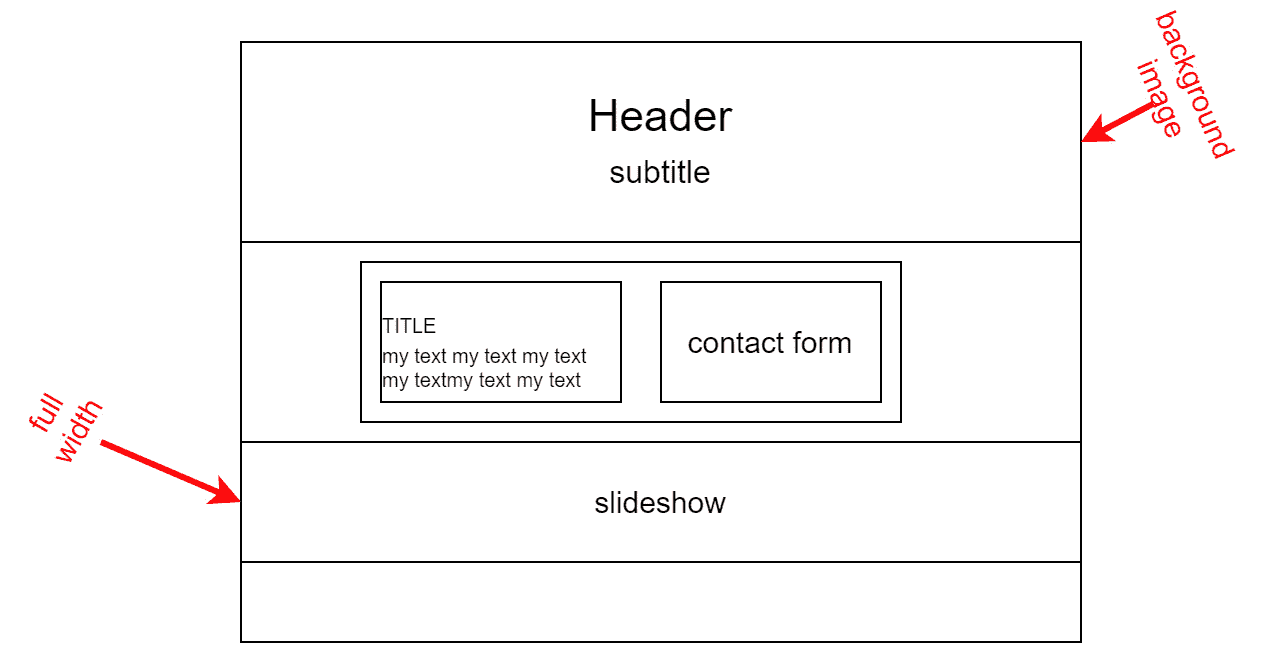 background
image
Header
subtitle
TITLE
my text my text my text
my textmy text my text
contact form
full
width
slideshow